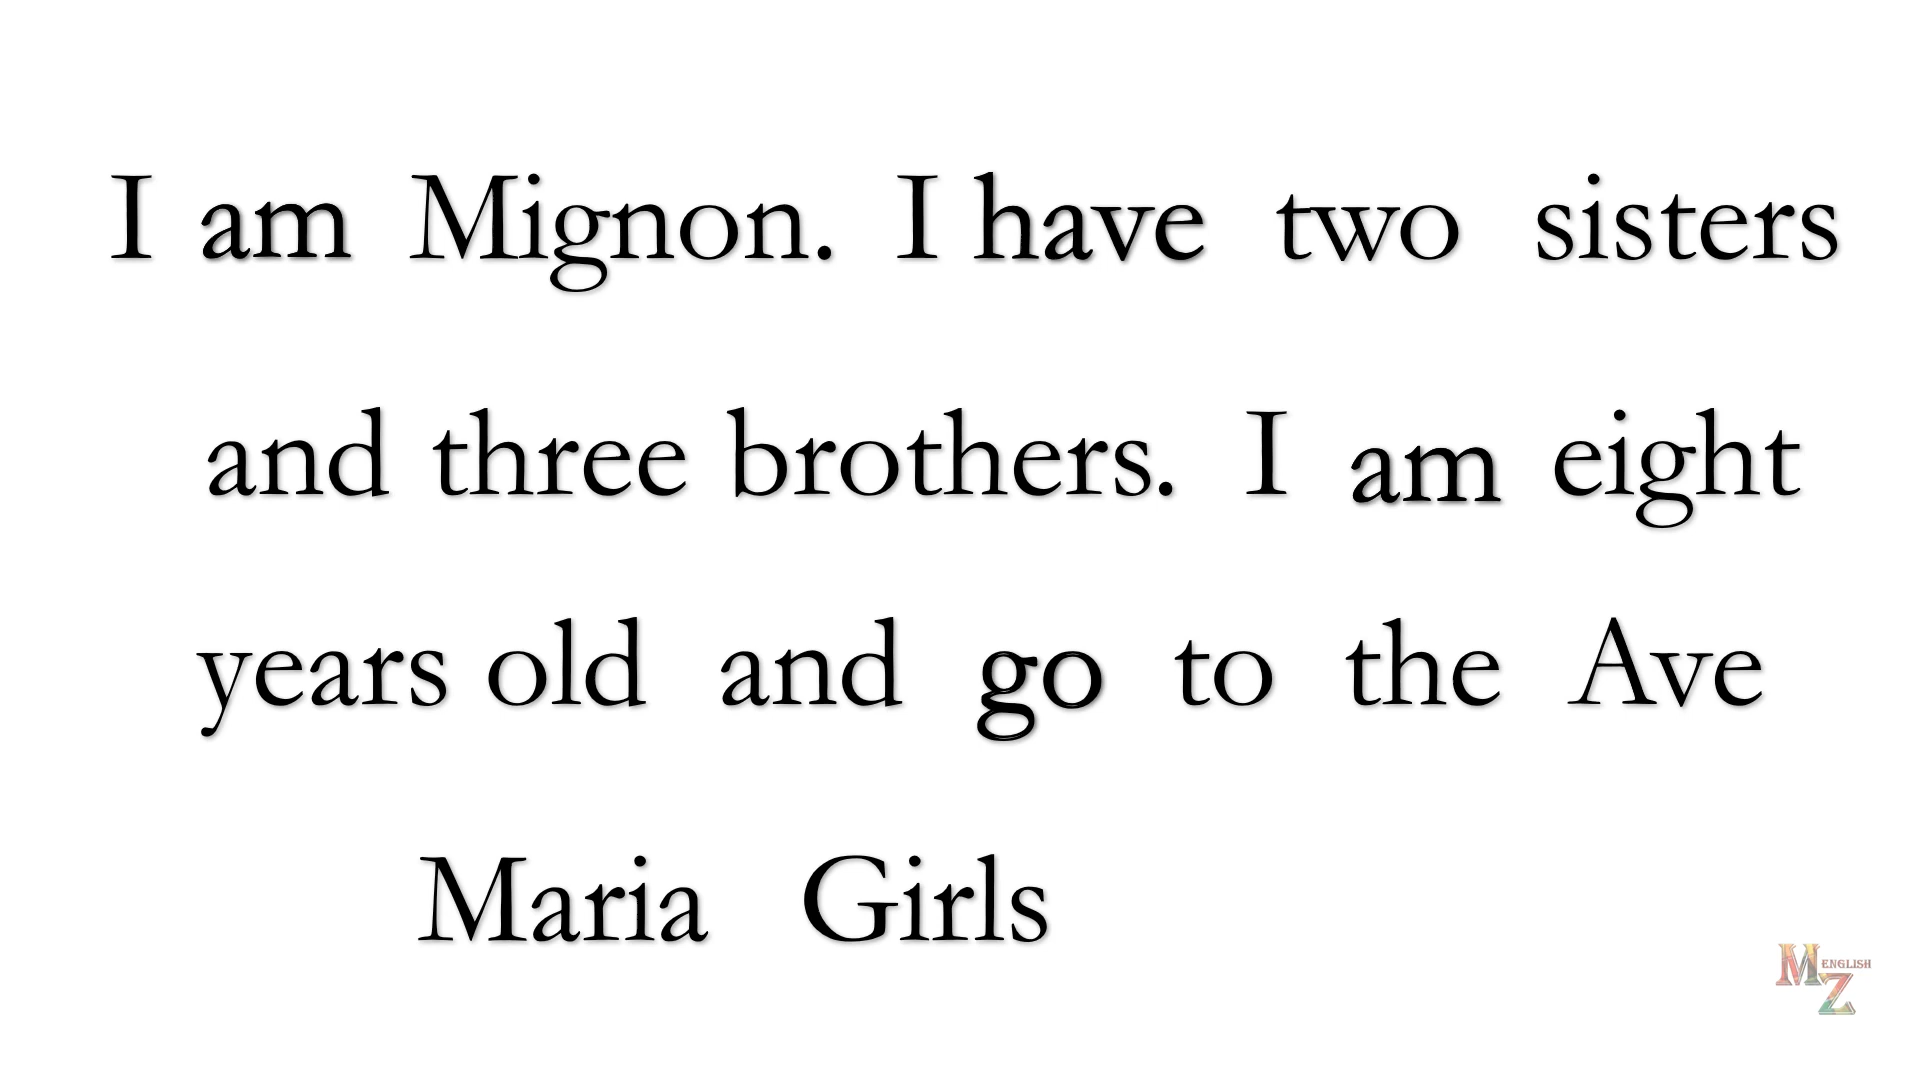 I am Mignon. I have two sisters
and three brothers. I am eight
years old and go to the Ave
Maria Girls
M ENGLISH
Z